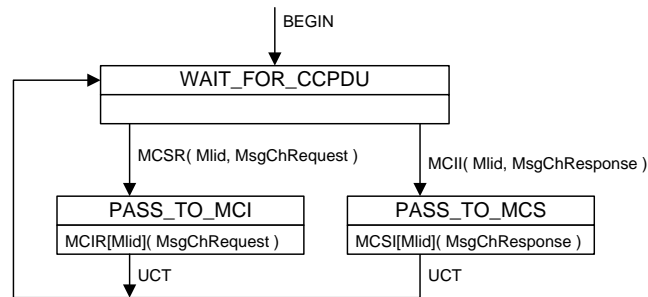 BEGIN
WAIT_FOR_CCPDU
MCSR( Mlid, MsgChRequest )
MCII( Mlid, MsgChResponse )
PASS_TO_MCI
PASS_TO_MCS
MCIR[Mlid]( MsgChRequest )
MCSI[Mlid]( MsgChResponse )
UCT
UCT